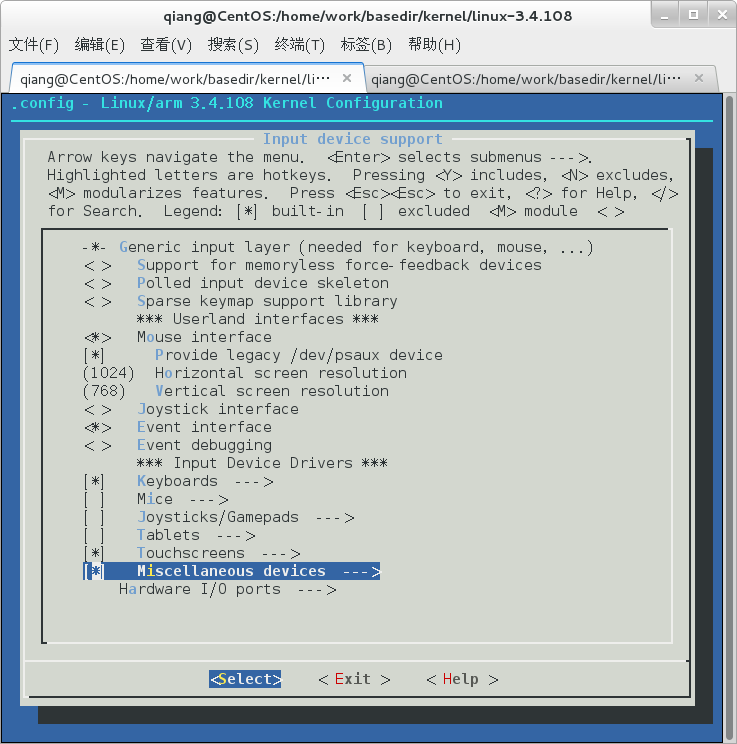 qiang@CentOS:/home/work/basedir/kernel/linux-3.4.108
文件(F) 编辑(E) 查看(V) 搜索(S) 终端(T) 标签(B) 帮助(H)
qiang@CentOS:/home/work/basedir/kernel/li··· × qiang@CentOS:/home/work/basedir/kernel/li··· ×
.config - Linux/arm 3.4.108 Kernel Configuration
Input device support
Arrow keys navigate the menu. <Enter> selects submenus --->.
Highlighted letters are hotkeys. Pressing <Y> includes, <N> excludes,
<M> modularizes features. Press <Esc><Esc> to exit, <?> for Help, </>
for Search. Legend: [*] built-in [ ] excluded <M> module < >
-*- Generic input layer (needed for keyboard, mouse, ...)
< > Support for memoryless force-feedback devices
< > Polled input device skeleton
< > Sparse keymap support library
*** Userland interfaces ***
<*> Mouse interface
[*] Provide legacy /dev/psaux device
(1024) Horizontal screen resolution
(768) Vertical screen resolution
< > Joystick interface
<*> Event interface
< > Event debugging
*** Input Device Drivers ***
[*] Keyboards --->
[ ] Mice --->
[ ] Joysticks/Gamepads --->
[ ] Tablets --->
[*] Touchscreens --->
[*] Miscellaneous devices --->
Hardware I/O ports --->
<Select> < Exit > < Help >